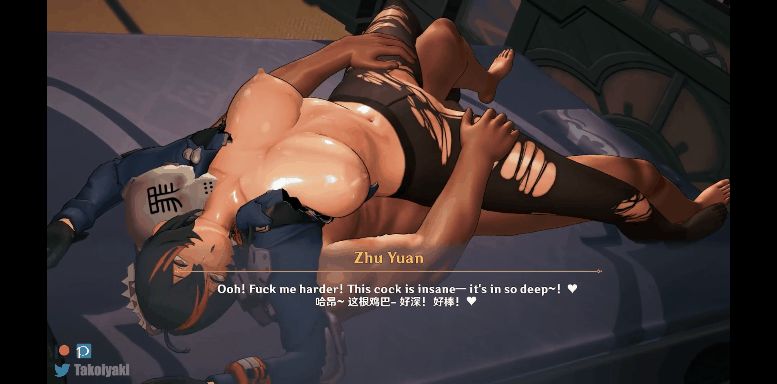 Zhu Yuan
Ooh! Fuck me harder! This cock is insane— it's in so deep~! ♥
哈昂~ 这根鸡巴- 好深！好棒！♥
Takoiyaki